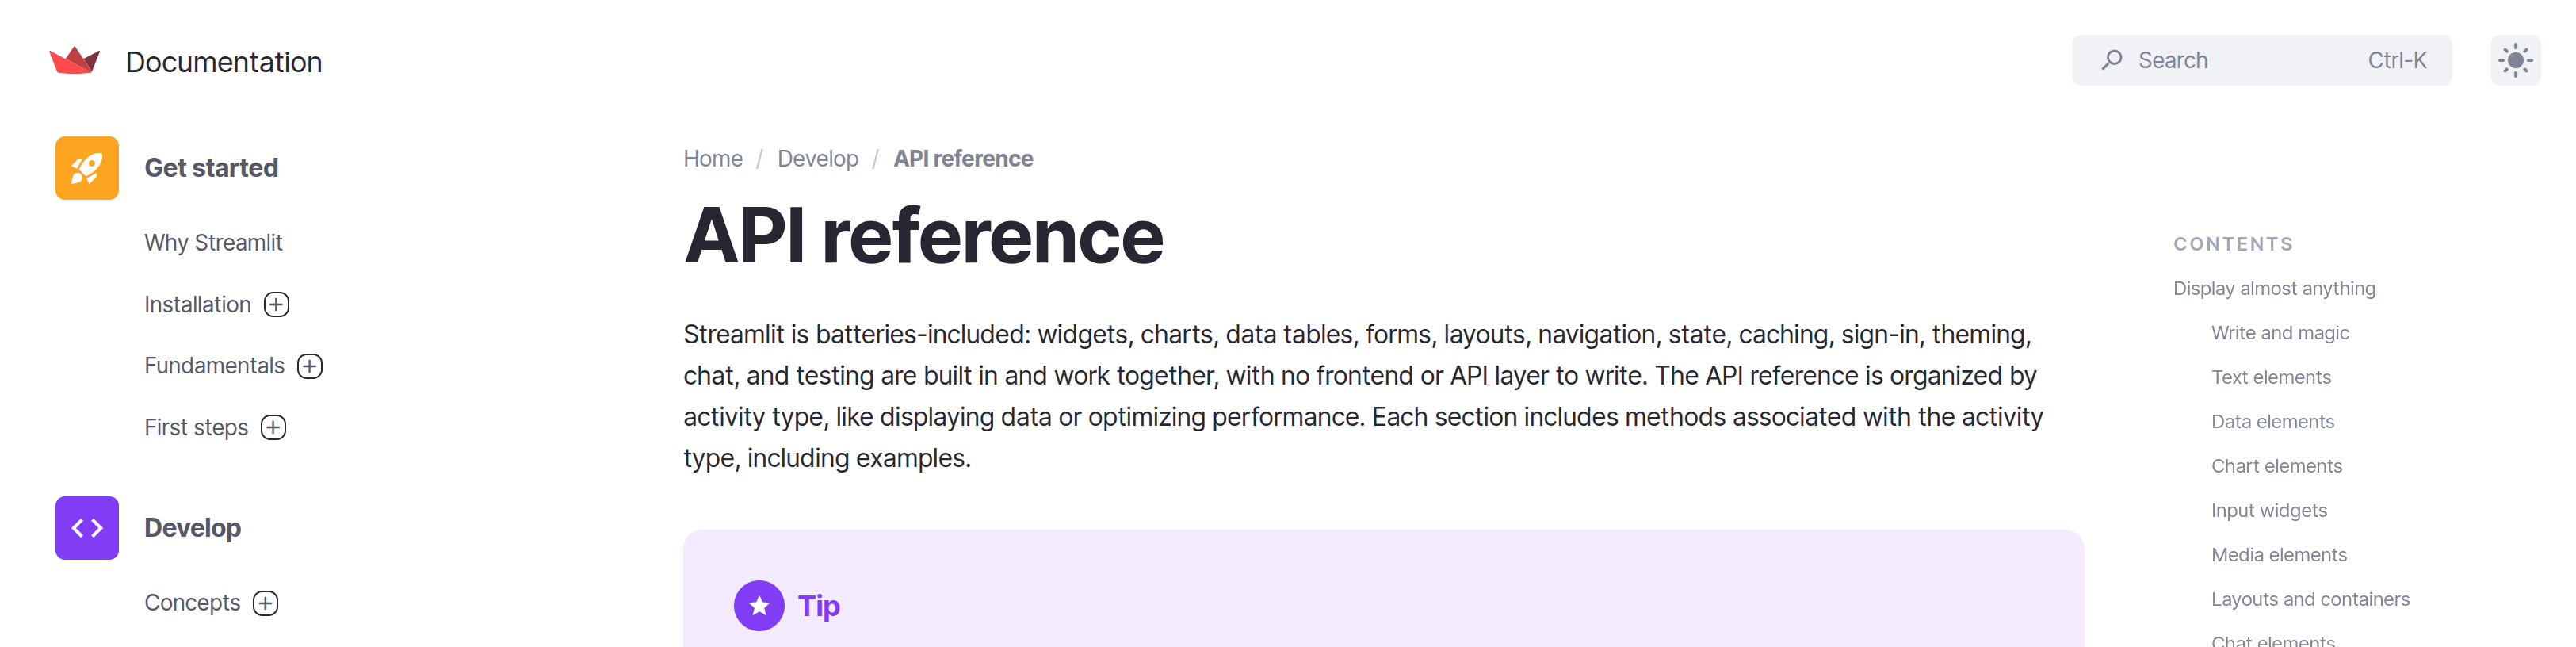 Documentation
Search Ctrl-K
Get started
Why Streamlit
Installation
Fundamentals
First steps
Develop
Concepts
Home / Develop / API reference
API reference
Streamlit is batteries-included: widgets, charts, data tables, forms, layouts, navigation, state, caching, sign-in, theming,
chat, and testing are built in and work together, with no frontend or API layer to write. The API reference is organized by
activity type, like displaying data or optimizing performance. Each section includes methods associated with the activity
type, including examples.
Tip
CONTENTS
Display almost anything
Write and magic
Text elements
Data elements
Chart elements
Input widgets
Media elements
Layouts and containers
Chat elements